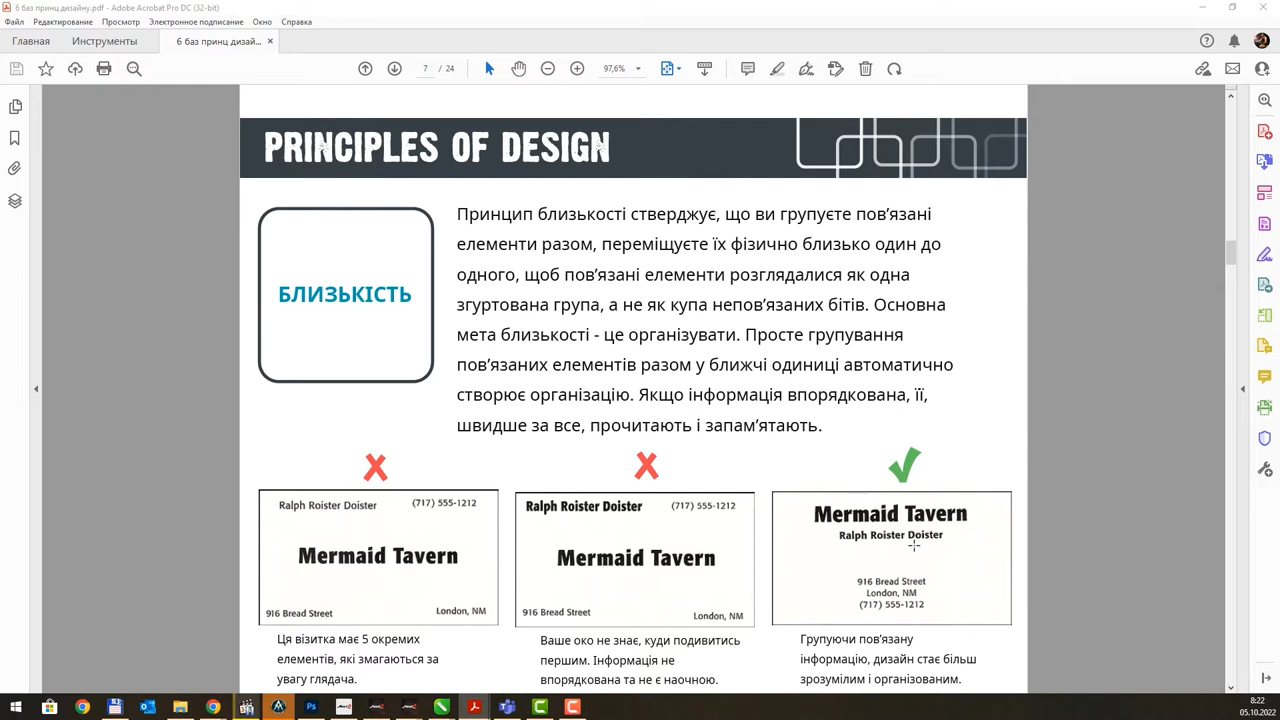 6 баз принц дизайну.pdf - Adobe Acrobat Pro DC (32-bit)
Файл Редактирование Просмотр Электронное подписание Окно Справка
Главная Инструменты 6 баз принц дизай... ×
7 / 24 97,6%
PRINCIPLES OF DESIGN
БЛИЗЬКІСТЬ
Принцип близькості стверджує, що ви групуєте пов’язані
елементи разом, переміщуєте їх фізично близько один до
одного, щоб пов’язані елементи розглядалися як одна
згуртована група, а не як купа непов’язаних бітів. Основна
мета близькості - це організувати. Просте групування
пов’язаних елементів разом у ближчі одиниці автоматично
створює організацію. Якщо інформація впорядкована, її,
швидше за все, прочитають і запам’ятають.
Ralph Roister Doister (717) 555-1212
Mermaid Tavern
916 Bread Street London, NM
Ця візитка має 5 окремих
елементів, які змагаються за
увагу глядача.
Ralph Roister Doister (717) 555-1212
Mermaid Tavern
916 Bread Street London, NM
Ваше око не знає, куди подивитись
першим. Інформація не
впорядкована та не є наочною.
Mermaid Tavern
Ralph Roister Doister
916 Bread Street
London, NM
(717) 555-1212
Групуючи пов’язану
інформацію, дизайн стає більш
зрозумілим і організованим.
8:22
05.10.2022